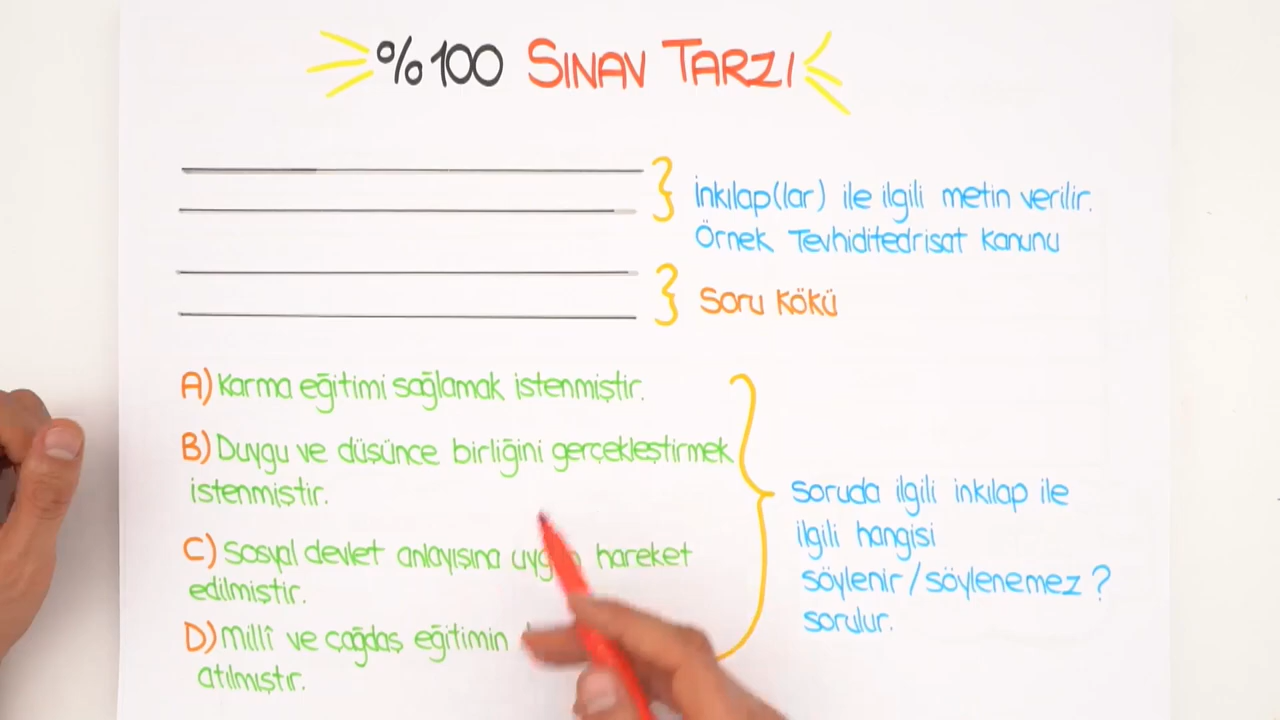 %100 SINAV TARZI
İnkılap(lar) ile ilgili metin verilir.
Örnek Tevhiditedrisat Kanunu
Soru Kökü
A) Karma eğitimi sağlamak istenmiştir.
B) Duygu ve düşünce birliğini gerçekleştirmek
istenmiştir.
C) Sosyal devlet anlayışına hareket
edilmiştir.
D) Millî ve çağdaş eğitimin
atılmıştır.
Soruda ilgili inkılap ile
ilgili hangisi
söylenir/söylenemez?
sorulur.